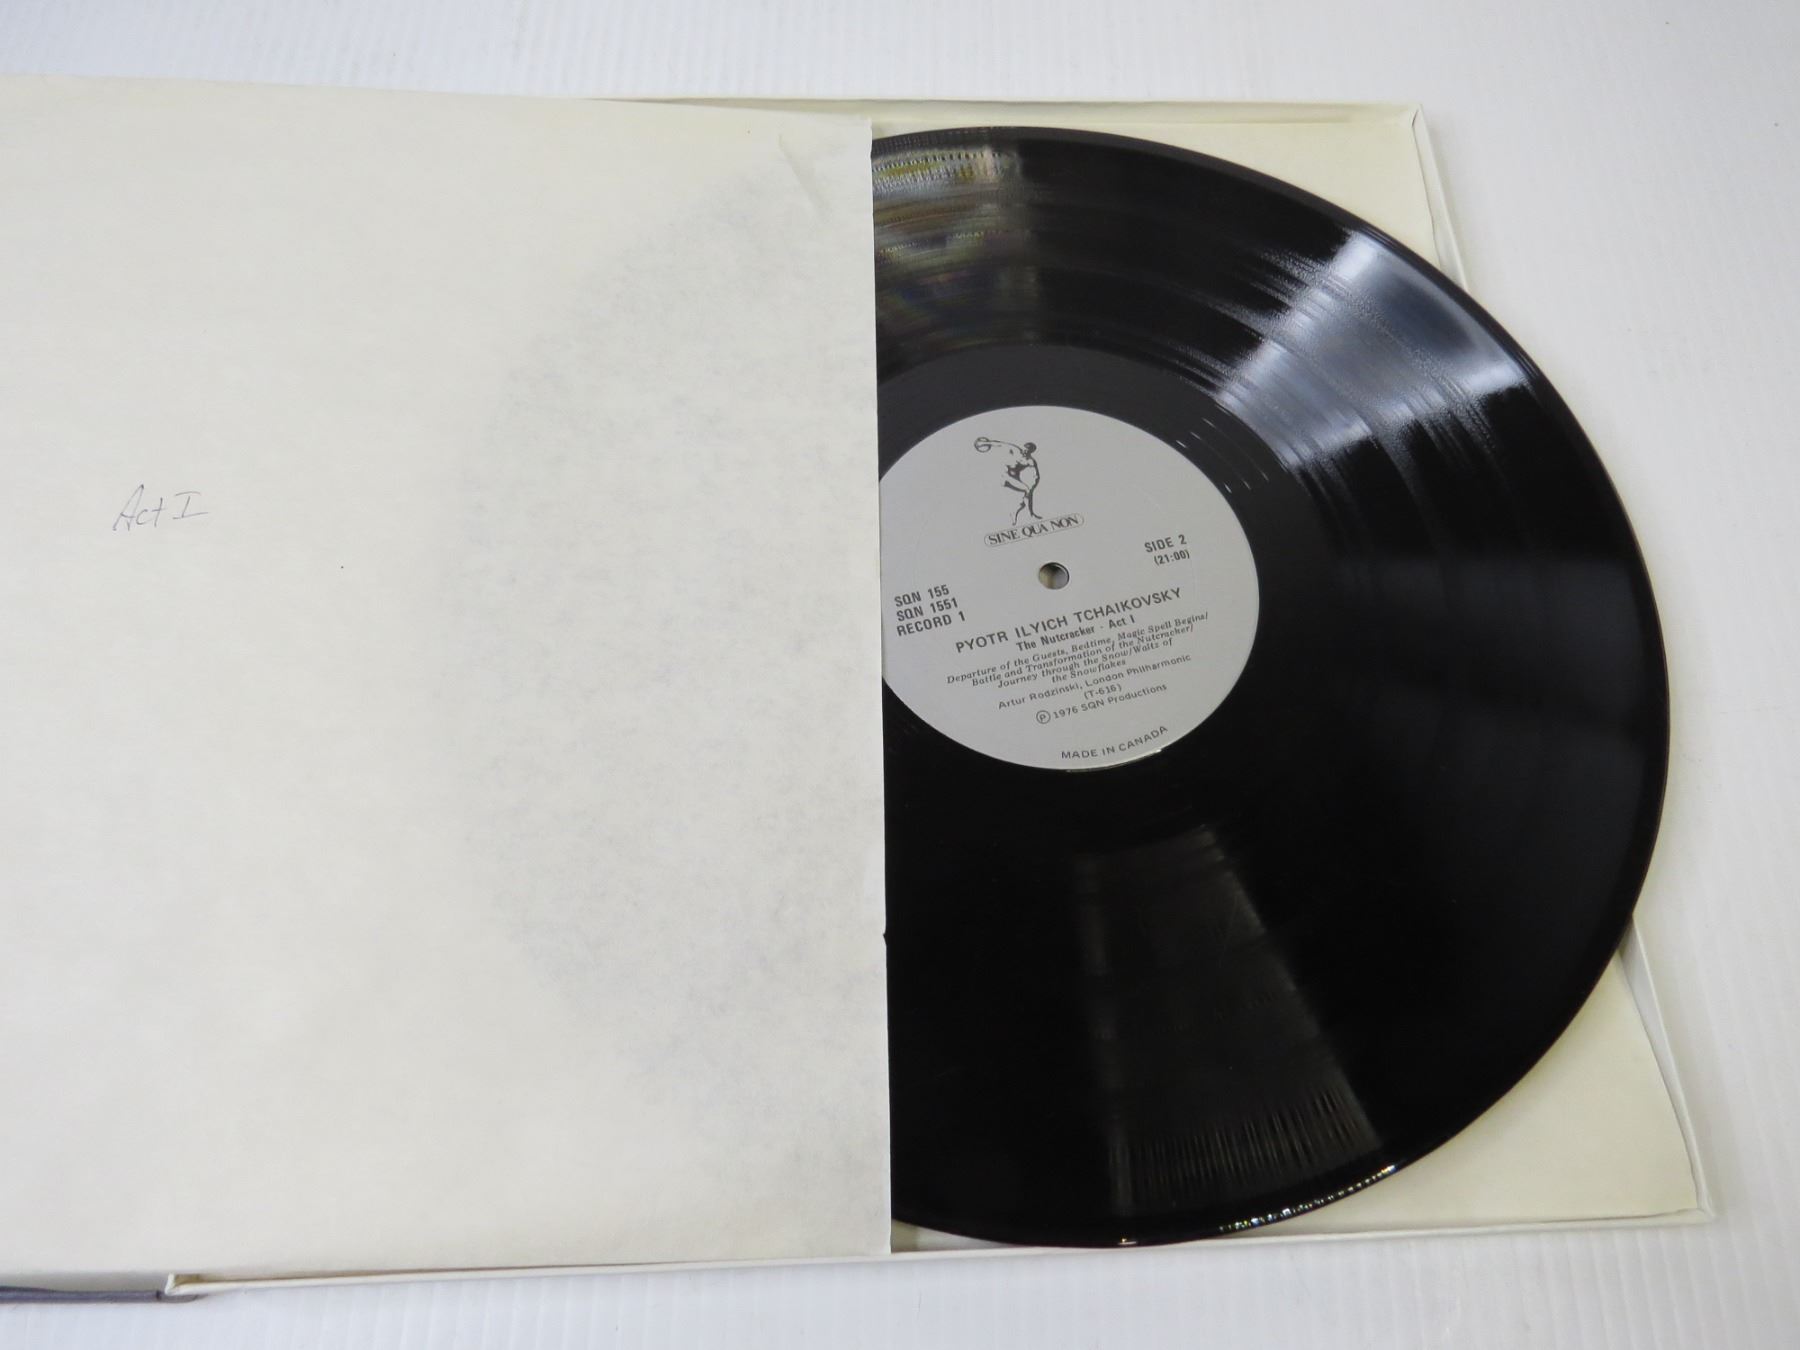 Act I
SINE QUA NON
SIDE 2
(21:00)
SQN 155
SQN 1551
RECORD 1
PYOTR ILYICH TCHAIKOVSKY
The Nutcracker - Act I
Departure of the Guests, Bedtime, Magic Spell Begins/
Battle and Transformation of the Nutcracker/
Journey through the Snow/Waltz of
the Snowflakes
Artur Rodzinski, London Philharmonic
(T-616)
℗ 1976 SQN Productions
MADE IN CANADA